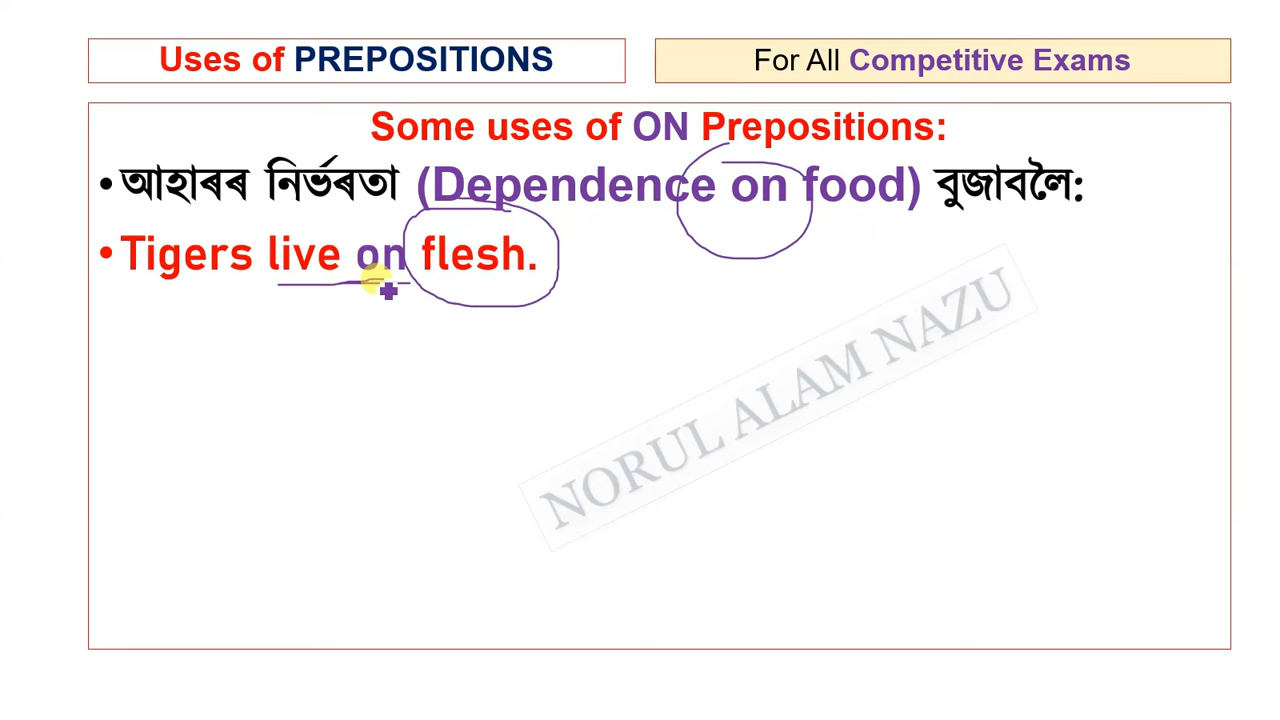 Uses of PREPOSITIONS
For All Competitive Exams
Some uses of ON Prepositions:
•আহাৰৰ নিৰ্ভৰতা (Dependence on food) বুজাবলৈ:
•Tigers live on flesh.
NORUL ALAM NAZU